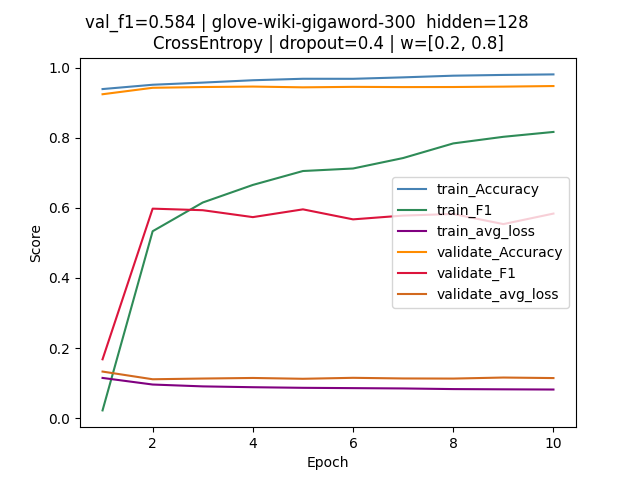 val_f1=0.584 | glove-wiki-gigaword-300  hidden=128
CrossEntropy | dropout=0.4 | w=[0.2, 0.8]
1.0
0.8
0.6
0.4
0.2
0.0
Score
train_Accuracy
train_F1
train_avg_loss
validate_Accuracy
validate_F1
validate_avg_loss
2 4 6 8 10
Epoch